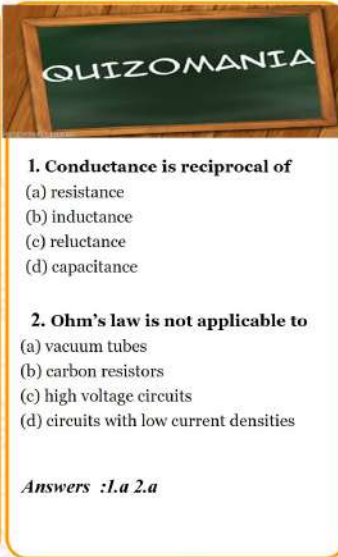 QUIZOMANIA
1. Conductance is reciprocal of
(a) resistance
(b) inductance
(c) reluctance
(d) capacitance
2. Ohm's law is not applicable to
(a) vacuum tubes
(b) carbon resistors
(c) high voltage circuits
(d) circuits with low current densities
Answers :1.a 2.a